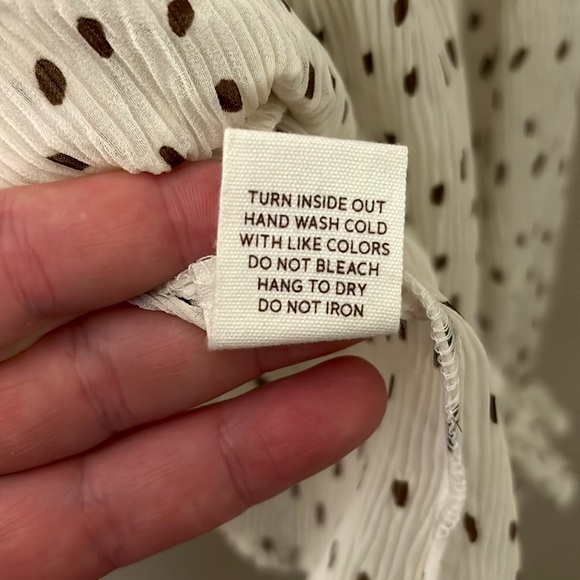 TURN INSIDE OUT
HAND WASH COLD
WITH LIKE COLORS
DO NOT BLEACH
HANG TO DRY
DO NOT IRON